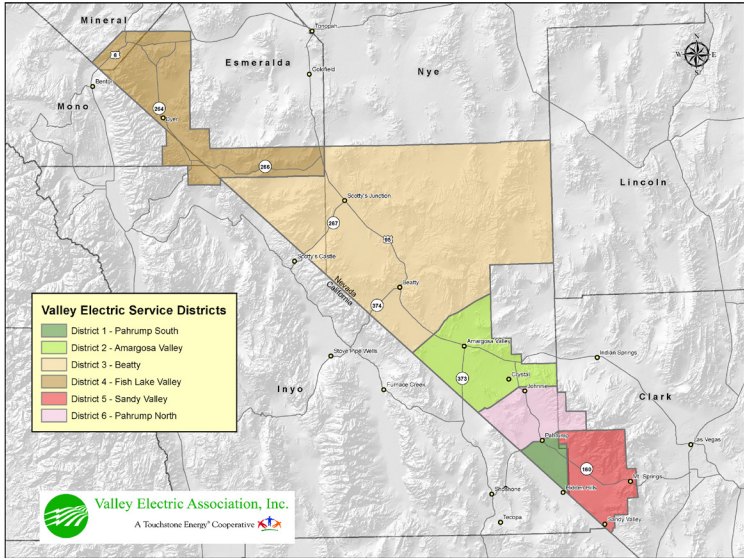 Mineral
Tonopah
N
W
E
S
6
Esmeralda
Goldfield
Nye
Benton
Mono
264
Dyer
266
Lincoln
Scotty's Junction
267
95
Scotty's Castle
Nevada
California
Beatty
374
Valley Electric Service Districts
District 1 - Pahrump South
District 2 - Amargosa Valley
District 3 - Beatty
District 4 - Fish Lake Valley
District 5 - Sandy Valley
District 6 - Pahrump North
Amargosa Valley
Stove Pipe Wells
Indian Springs
373
Crystal
Inyo
Furnace Creek
Johnnie
Clark
Pahrump
Las Vegas
160
Mt. Springs
Shoshone
Hidden Hills
Valley Electric Association, Inc.
A Touchstone Energy® Cooperative
Tecopa
Sandy Valley